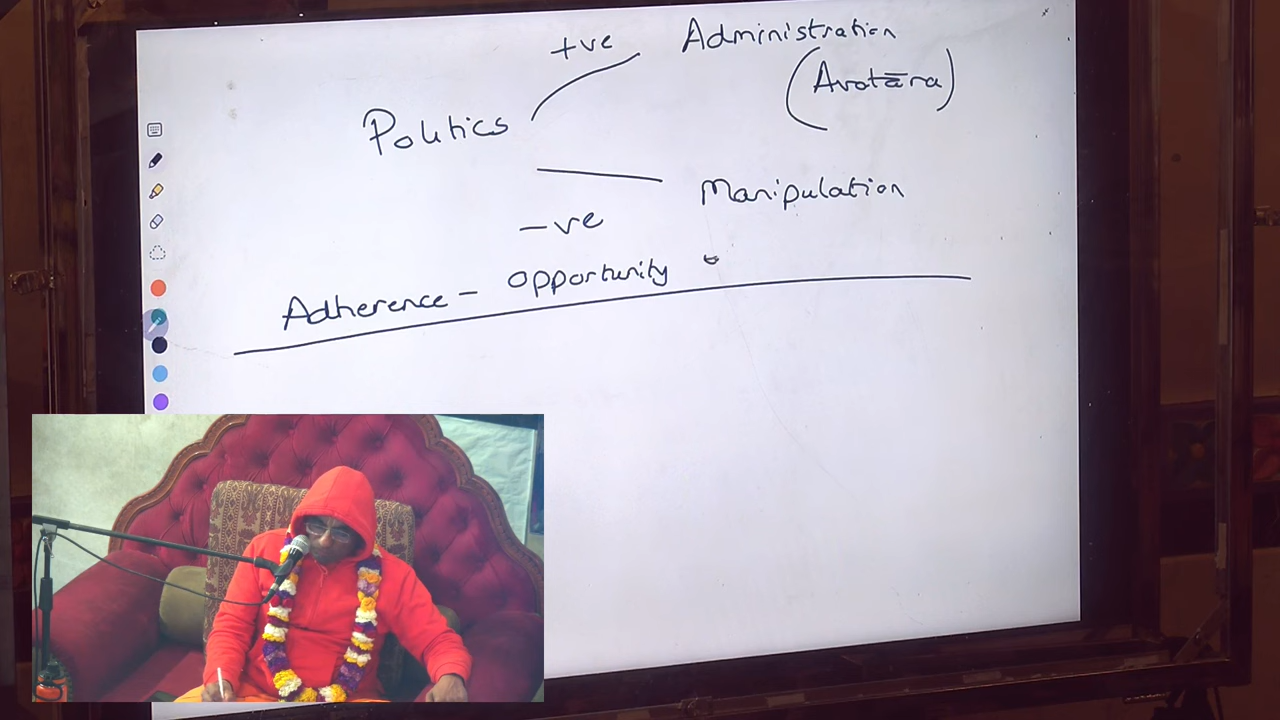 +ve Administration
(Avatāra)
Politics
Manipulation
-ve
Adherence - opportunity